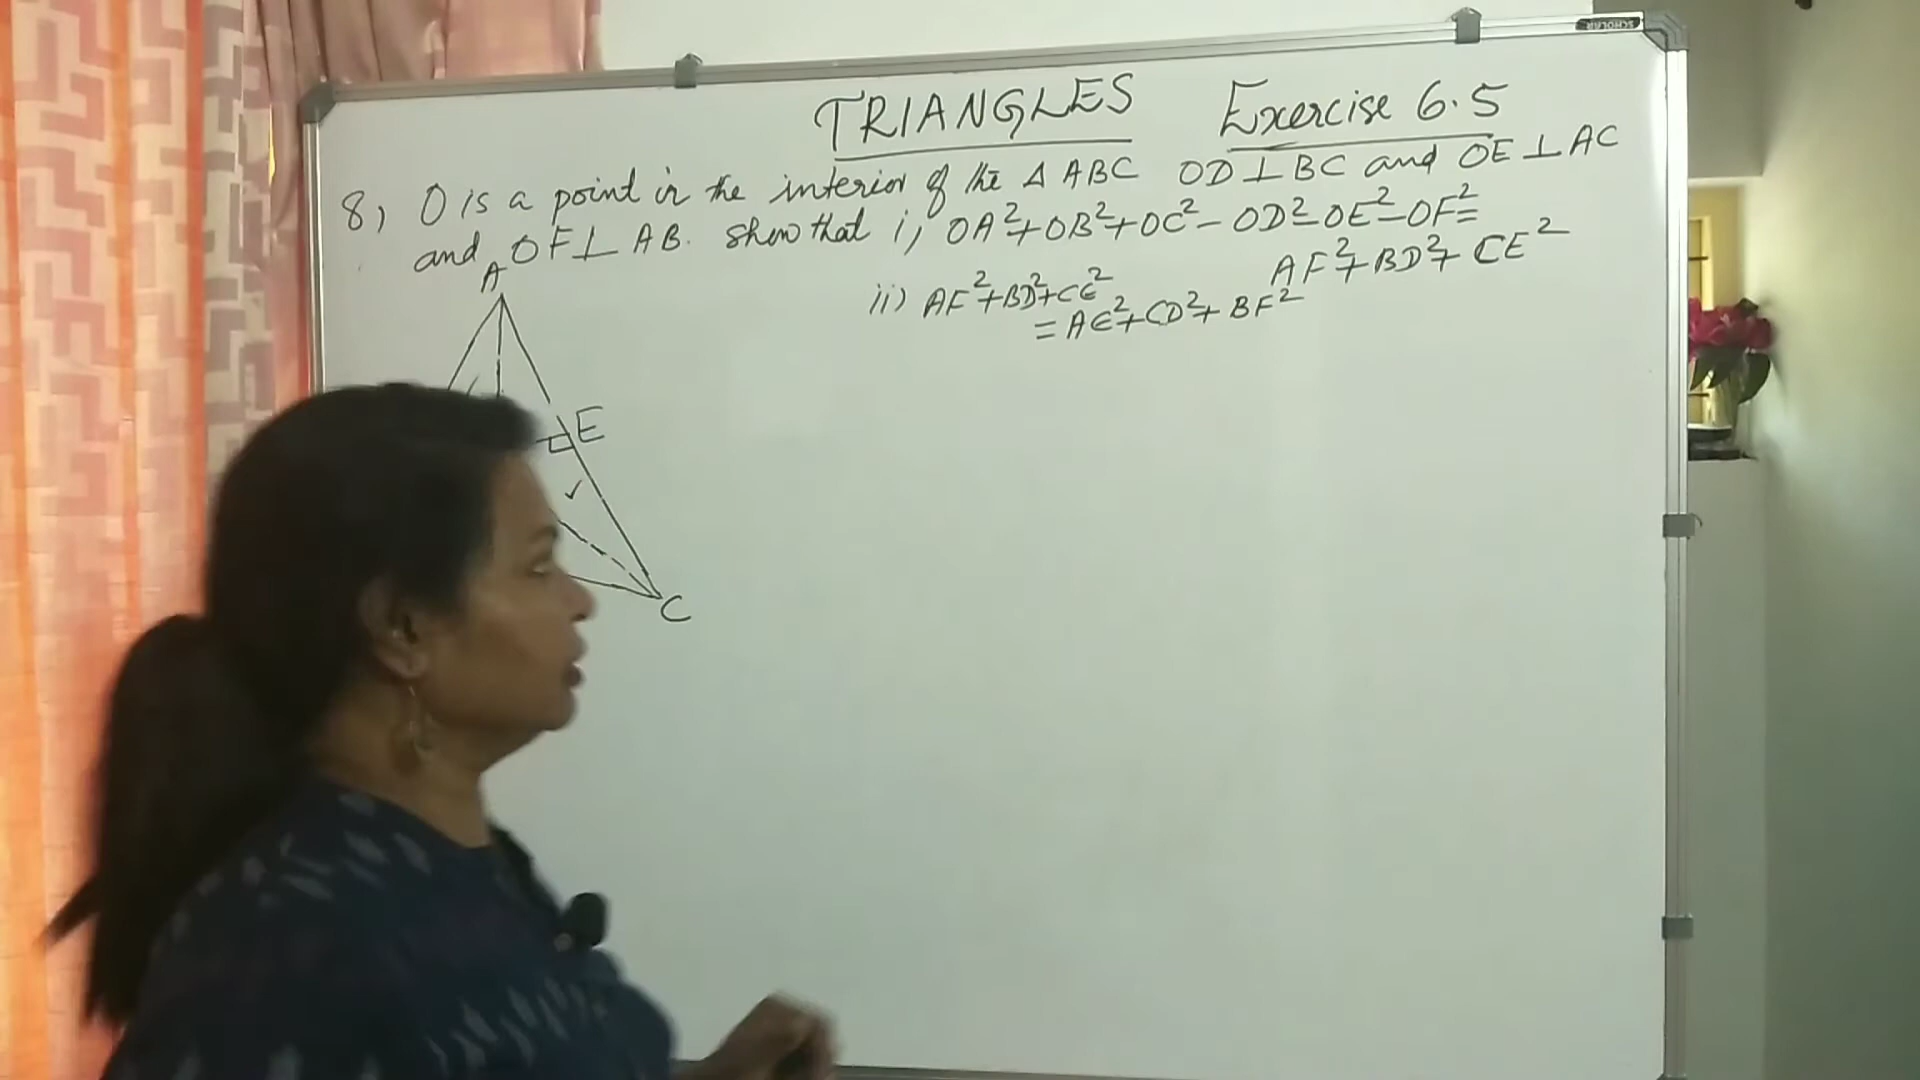 SCHOLAR
TRIANGLES Exercise 6.5
8) O is a point in the interior of the Δ ABC OD⊥BC and OE⊥AC
and OF⊥AB. show that i) OA²+OB²+OC²-OD²-OE²-OF²=
AF²+BD²+CE²
ii) AF²+BD²+CE²
=AE²+CD²+BF²
A
E
C